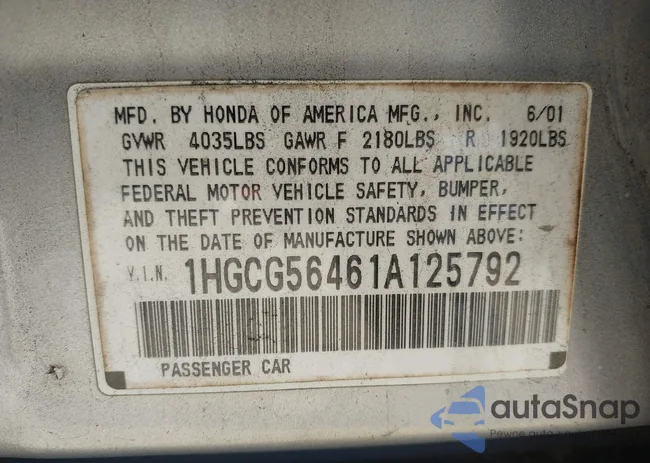 MFD. BY HONDA OF AMERICA MFG., INC. 6/01
GVWR 4035LBS GAWR F 2180LBS R 1920LBS
THIS VEHICLE CONFORMS TO ALL APPLICABLE
FEDERAL MOTOR VEHICLE SAFETY, BUMPER,
AND THEFT PREVENTION STANDARDS IN EFFECT
ON THE DATE OF MANUFACTURE SHOWN ABOVE:
V.I.N. 1HGCG56461A125792
PASSENGER CAR
autoSnap
Pewne auto